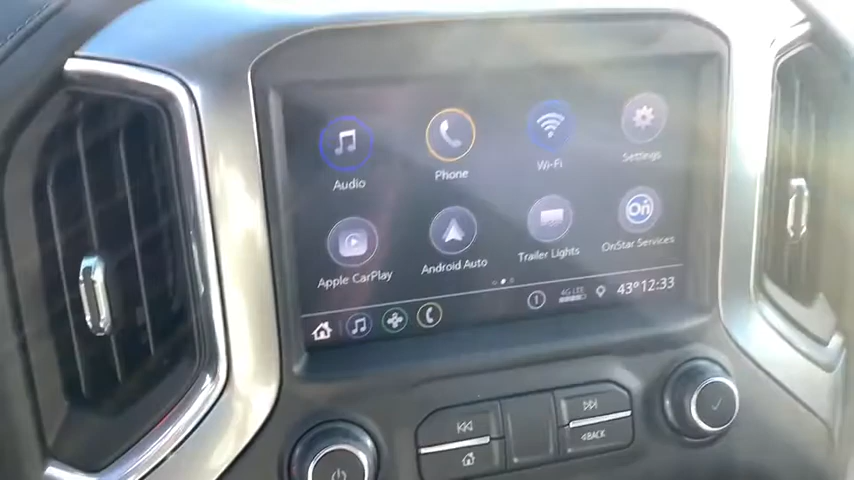 Audio
Phone
Wi-Fi
Settings
Apple CarPlay
Android Auto
Trailer Lights
OnStar Services
1
4G LTE
43° 12:33
BACK